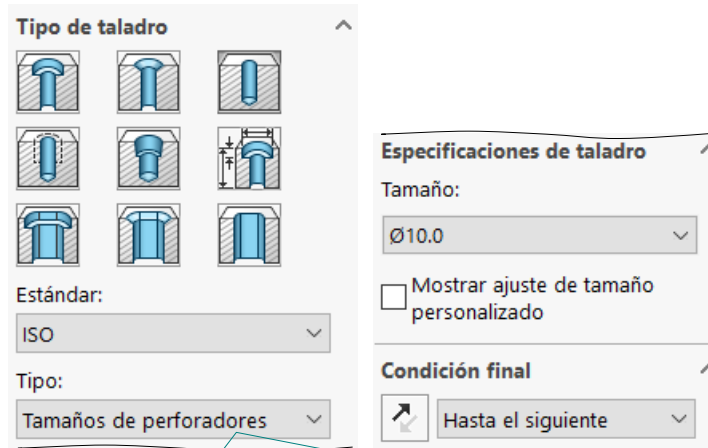 Tipo de taladro
Estándar:
ISO
Tipo:
Tamaños de perforadores
Especificaciones de taladro
Tamaño:
Ø10.0
Mostrar ajuste de tamaño
personalizado
Condición final
Hasta el siguiente